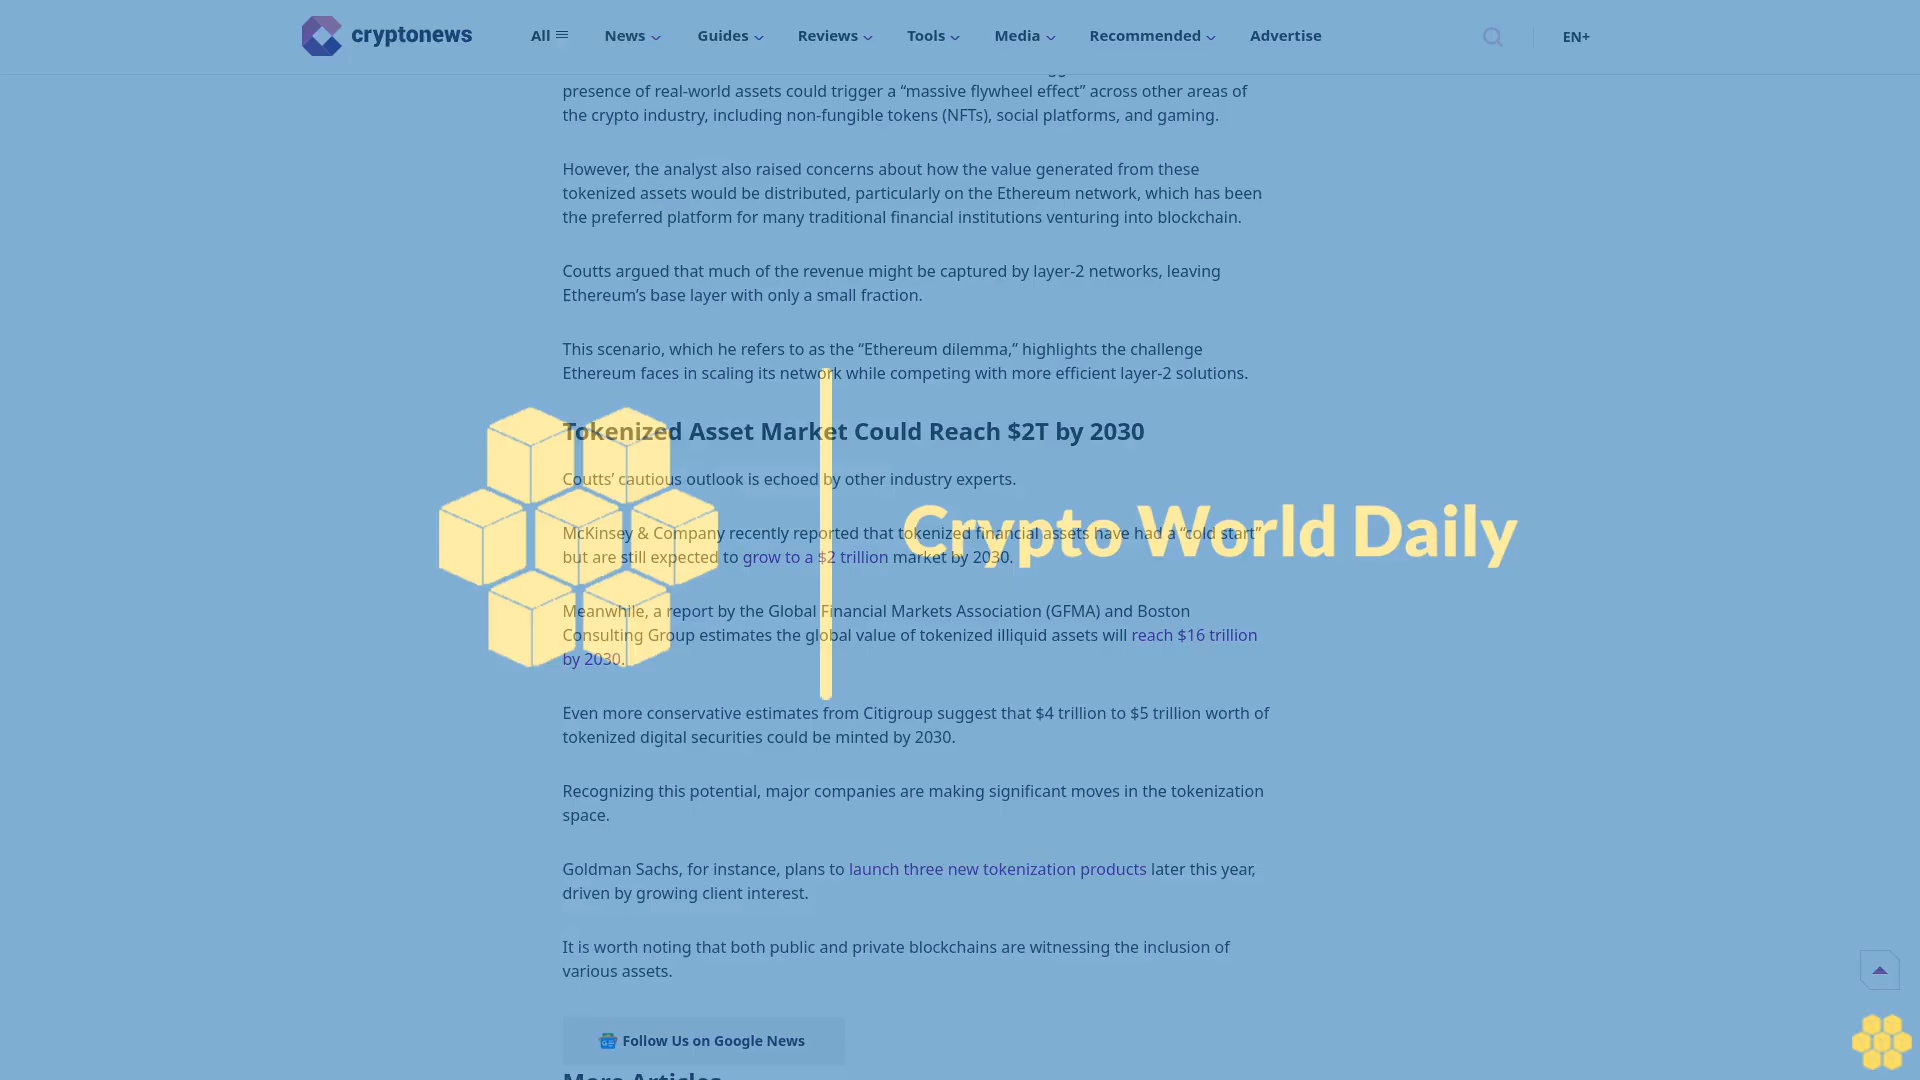 cryptonews
All
News
Guides
Reviews
Tools
Media
Recommended
Advertise
EN+
presence of real-world assets could trigger a “massive flywheel effect” across other areas of
the crypto industry, including non-fungible tokens (NFTs), social platforms, and gaming.
However, the analyst also raised concerns about how the value generated from these
tokenized assets would be distributed, particularly on the Ethereum network, which has been
the preferred platform for many traditional financial institutions venturing into blockchain.
Coutts argued that much of the revenue might be captured by layer-2 networks, leaving
Ethereum’s base layer with only a small fraction.
This scenario, which he refers to as the “Ethereum dilemma,” highlights the challenge
Ethereum faces in scaling its network while competing with more efficient layer-2 solutions.
Tokenized Asset Market Could Reach $2T by 2030
Coutts’ cautious outlook is echoed by other industry experts.
McKinsey & Company recently reported that tokenized financial assets have had a “cold start”
but are still expected to grow to a $2 trillion market by 2030.
Crypto World Daily
Meanwhile, a report by the Global Financial Markets Association (GFMA) and Boston
Consulting Group estimates the global value of tokenized illiquid assets will reach $16 trillion
by 2030.
Even more conservative estimates from Citigroup suggest that $4 trillion to $5 trillion worth of
tokenized digital securities could be minted by 2030.
Recognizing this potential, major companies are making significant moves in the tokenization
space.
Goldman Sachs, for instance, plans to launch three new tokenization products later this year,
driven by growing client interest.
It is worth noting that both public and private blockchains are witnessing the inclusion of
various assets.
Follow Us on Google News
More Articles